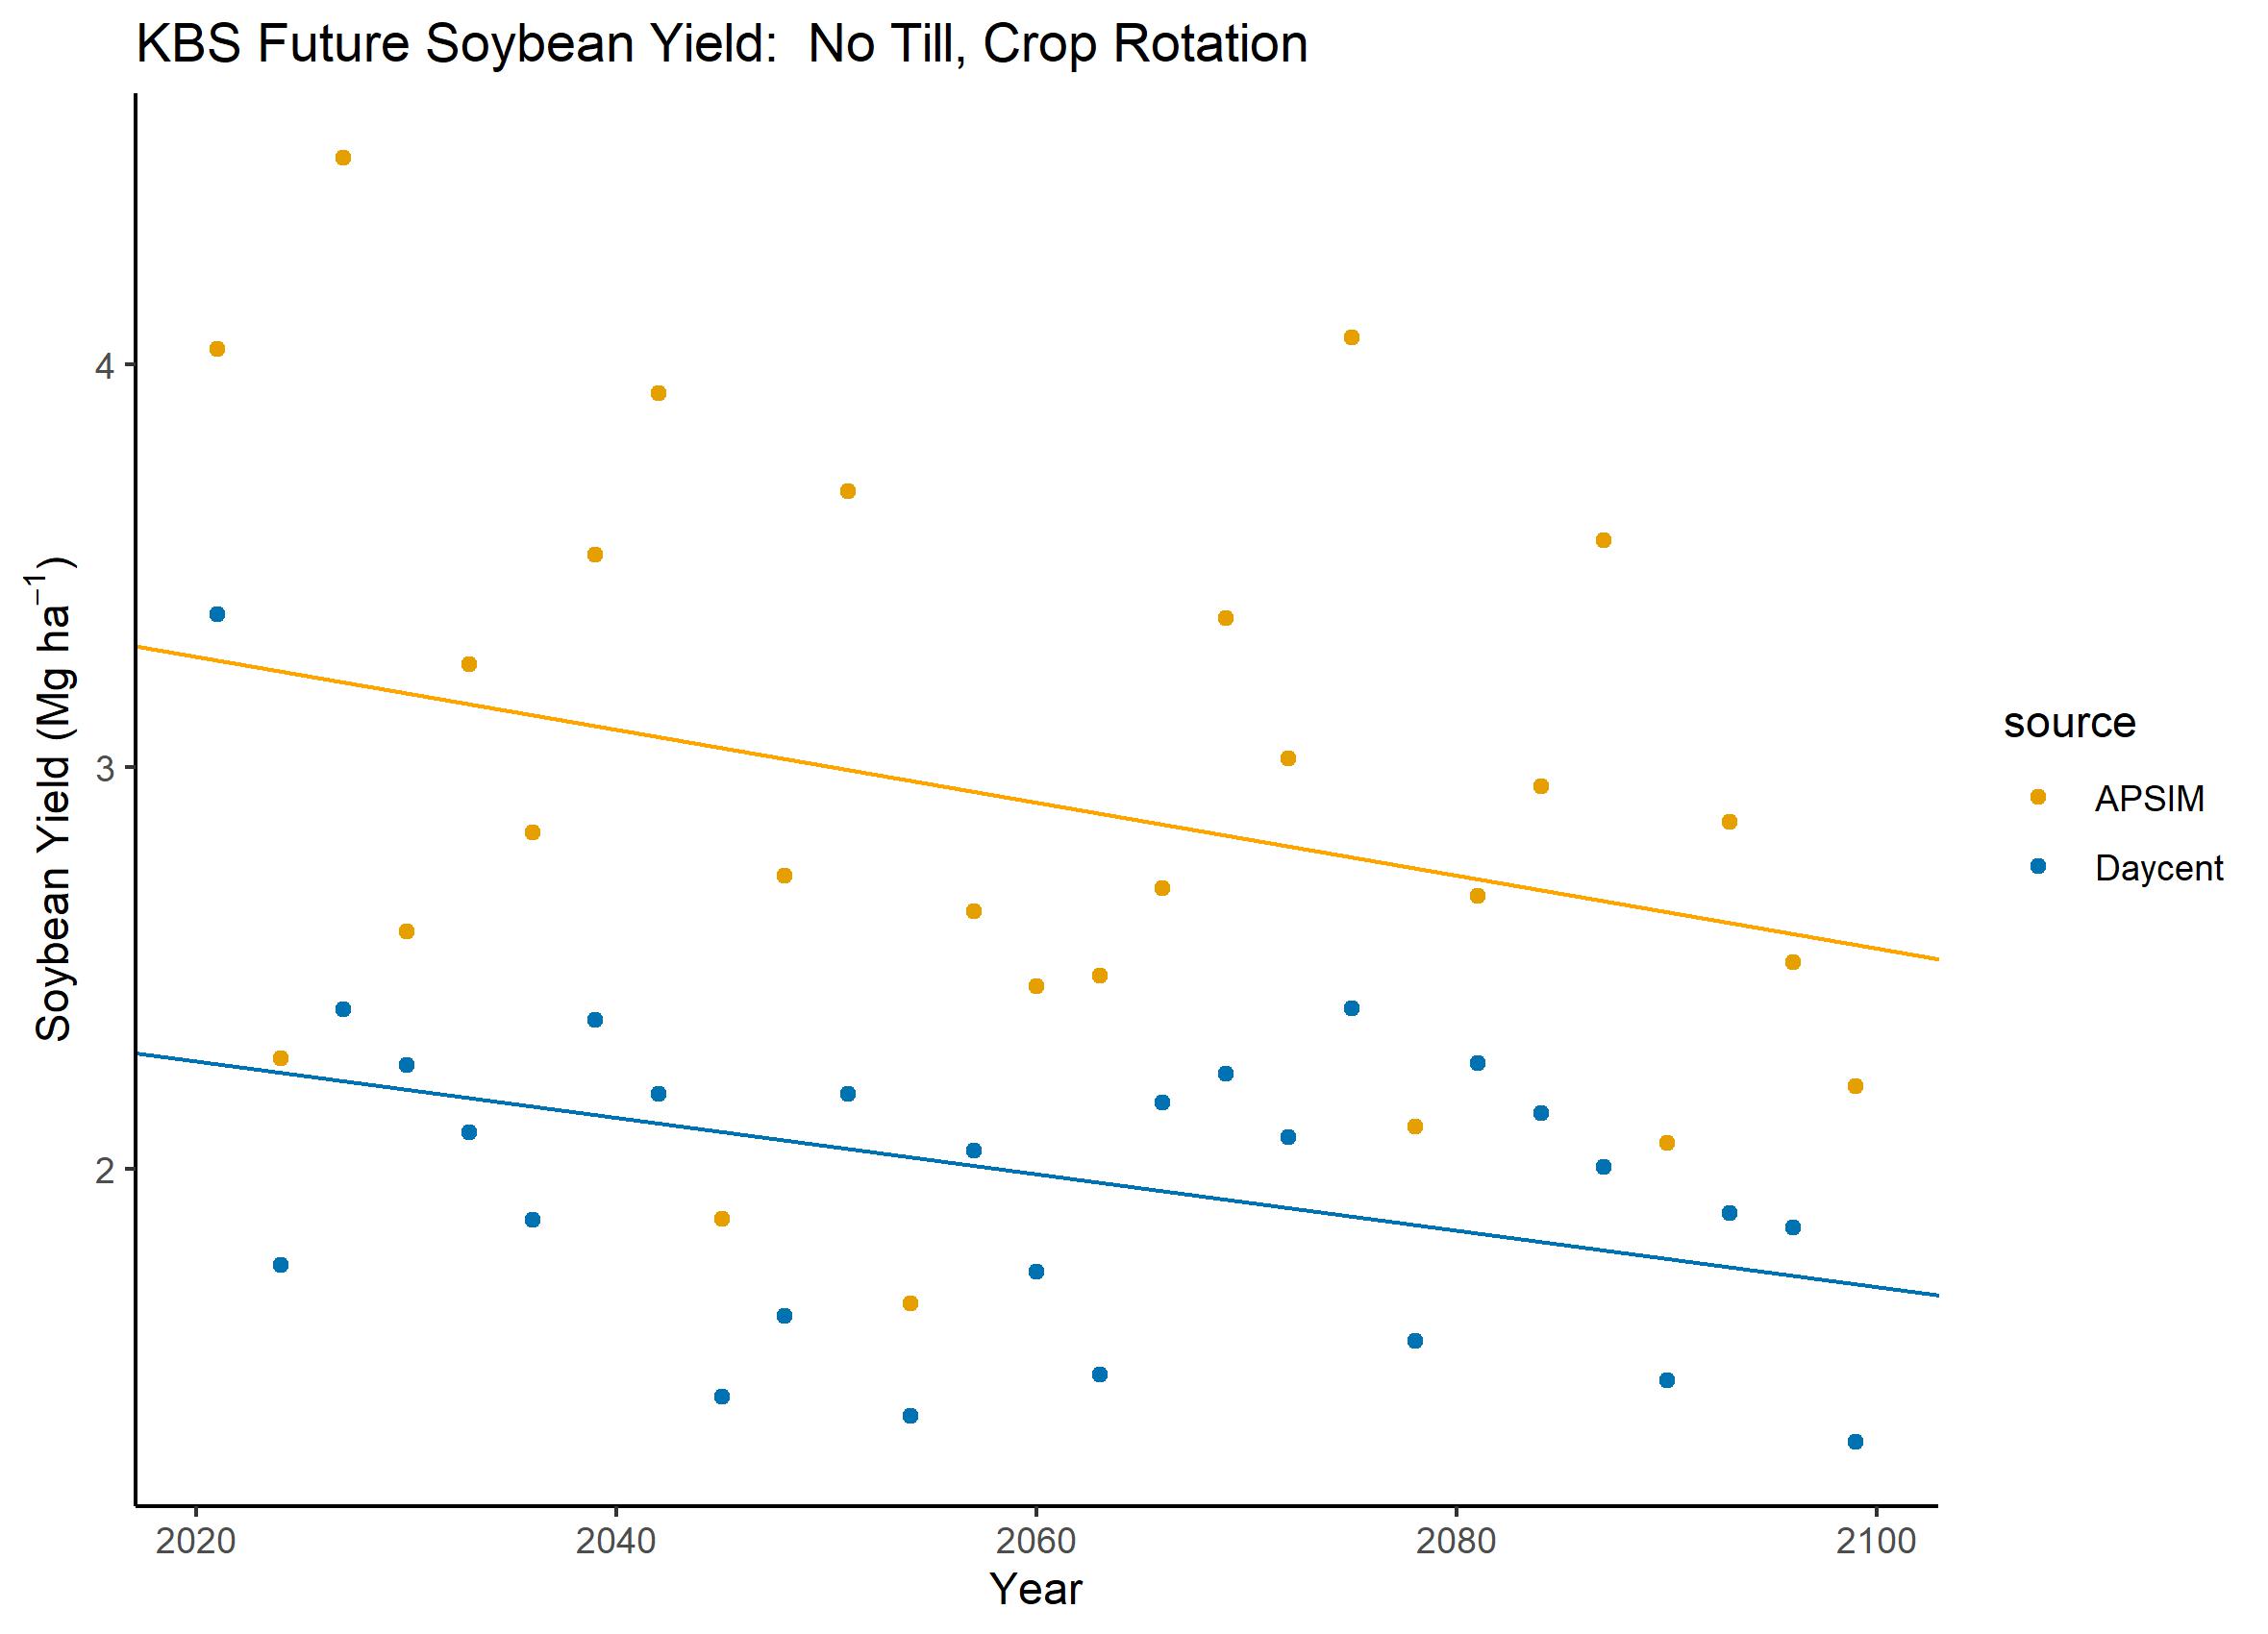 KBS Future Soybean Yield:  No Till, Crop Rotation
Soybean Yield (Mg ha⁻¹)
4
3
2
2020 2040 2060 2080 2100
Year
source
APSIM
Daycent